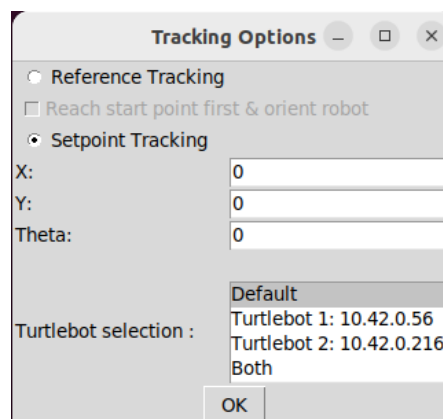 Tracking Options
Reference Tracking
Reach start point first & orient robot
Setpoint Tracking
X: 0
Y: 0
Theta: 0
Default
Turtlebot selection : Turtlebot 1: 10.42.0.56
Turtlebot 2: 10.42.0.216
Both
OK